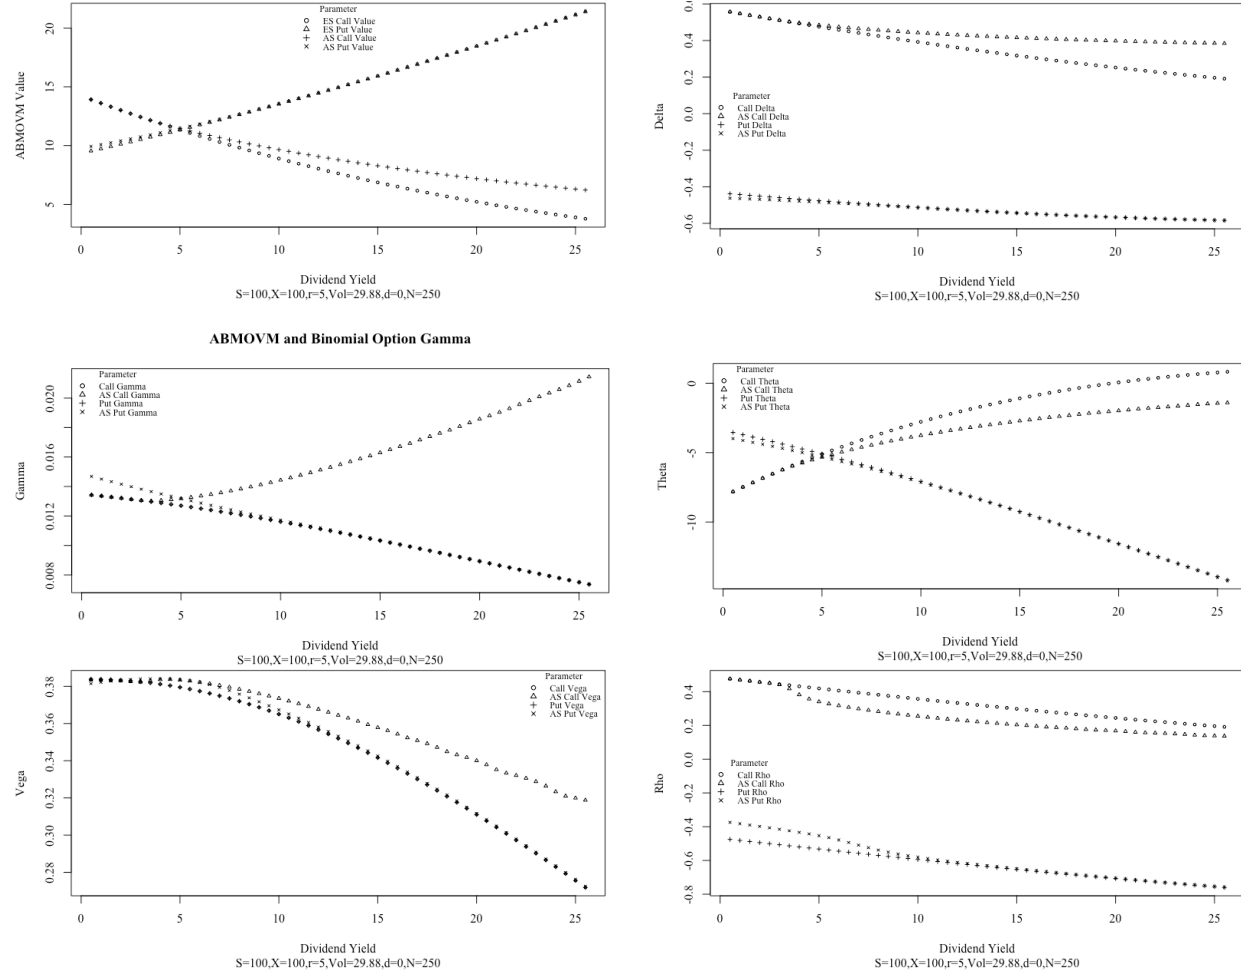 Parameter
ES Call Value
ES Put Value
AS Call Value
AS Put Value
ABMOVM Value
20
15
10
5
0
5
10
15
20
25
Dividend Yield
S=100,X=100,r=5,Vol=29.88,d=0,N=250
Parameter
Call Delta
AS Call Delta
Put Delta
AS Put Delta
Delta
0.4
0.2
0.0
-0.4
-0.6
0
5
10
15
20
25
Dividend Yield
S=100,X=100,r=5,Vol=29.88,d=0,N=250
ABMOVM and Binomial Option Gamma
Parameter
Call Gamma
AS Call Gamma
Put Gamma
AS Put Gamma
Gamma
0.020
0.016
0.012
0.008
0
5
10
15
20
25
Dividend Yield
S=100,X=100,r=5,Vol=29.88,d=0,N=250
Parameter
Call Theta
AS Call Theta
Put Theta
AS Put Theta
Theta
0
-5
-10
0
5
10
15
20
25
Dividend Yield
S=100,X=100,r=5,Vol=29.88,d=0,N=250
Parameter
Call Vega
AS Call Vega
Put Vega
AS Put Vega
Vega
0.38
0.36
0.34
0.32
0.30
0.28
0
5
10
15
20
25
Dividend Yield
S=100,X=100,r=5,Vol=29.88,d=0,N=250
Parameter
Call Rho
AS Call Rho
Put Rho
AS Put Rho
Rho
0.4
0.2
0.0
-0.2
-0.4
-0.6
-0.8
0
5
10
15
20
25
Dividend Yield
S=100,X=100,r=5,Vol=29.88,d=0,N=250